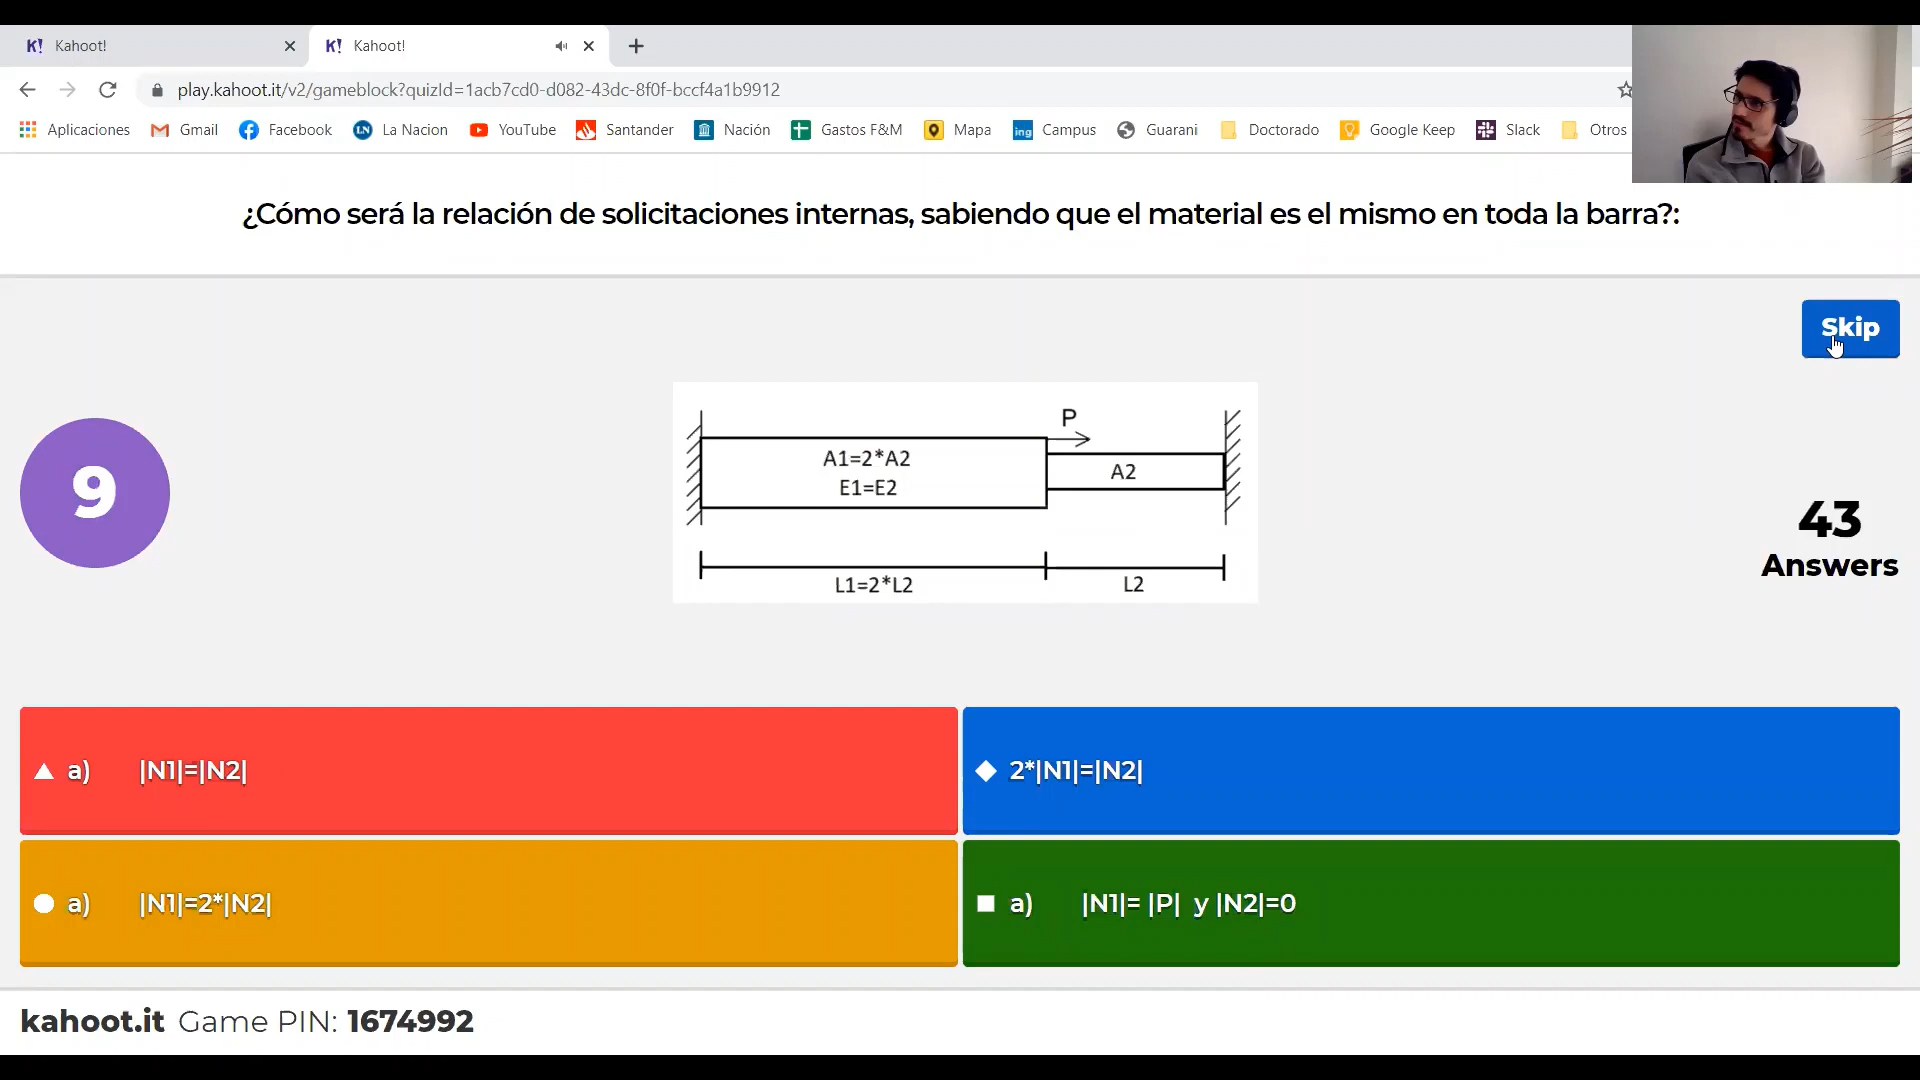 Kahoot!
Kahoot!
play.kahoot.it/v2/gameblock?quizId=1acb7cd0-d082-43dc-8f0f-bccf4a1b9912
Aplicaciones Gmail Facebook La Nacion YouTube Santander Nación Gastos F&M Mapa Campus Guarani Doctorado Google Keep Slack Otros
¿Cómo será la relación de solicitaciones internas, sabiendo que el material es el mismo en toda la barra?:
Skip
P
A1=2*A2
E1=E2
A2
L1=2*L2
L2
9
43
Answers
a) |N1|=|N2|
2*|N1|=|N2|
a) |N1|=2*|N2|
a) |N1|= |P| y |N2|=0
kahoot.it Game PIN: 1674992